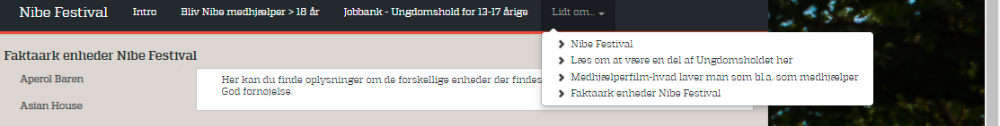 Nibe Festival Intro Bliv Nibe medhjælper > 18 år Jobbank - Ungdomshold for 13-17 årige Lidt om...
Nibe Festival
Læs om at være en del af Ungdomsholdet her
Medhjælperfilm-hvad laver man som bl.a. som medhjælper
Faktaark enheder Nibe Festival
Faktaark enheder Nibe Festival
Aperol Baren
Asian House
Her kan du finde oplysninger om de forskellige enheder der findes
God fornøjelse.